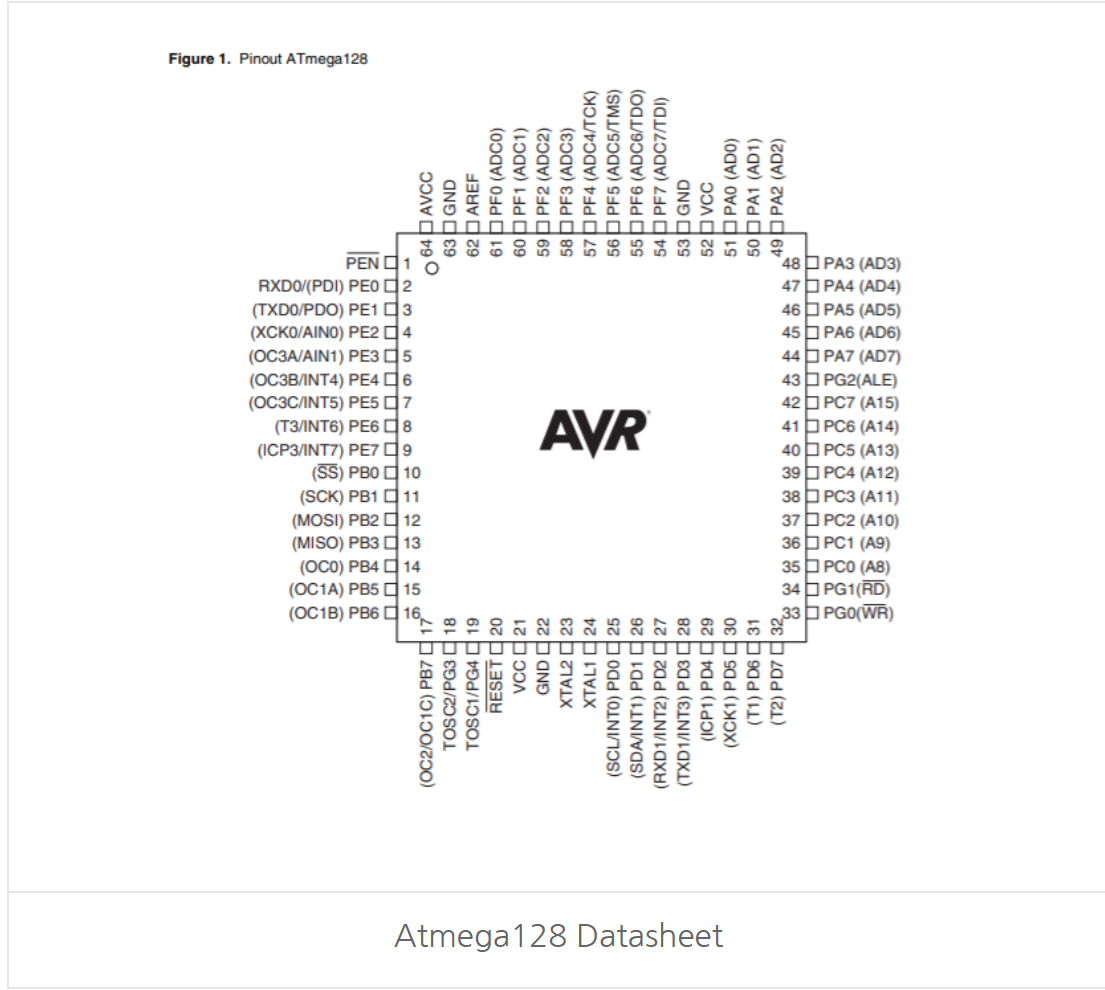 Figure 1. Pinout ATmega128
64 AVCC
63 GND
62 AREF
61 PF0 (ADC0)
60 PF1 (ADC1)
59 PF2 (ADC2)
58 PF3 (ADC3)
57 PF4 (ADC4/TCK)
56 PF5 (ADC5/TMS)
55 PF6 (ADC6/TDO)
54 PF7 (ADC7/TDI)
53 GND
52 VCC
51 PA0 (AD0)
50 PA1 (AD1)
49 PA2 (AD2)
PEN 1
RXD0/(PDI) PE0 2
(TXD0/PDO) PE1 3
(XCK0/AIN0) PE2 4
(OC3A/AIN1) PE3 5
(OC3B/INT4) PE4 6
(OC3C/INT5) PE5 7
(T3/INT6) PE6 8
(ICP3/INT7) PE7 9
(SS) PB0 10
(SCK) PB1 11
(MOSI) PB2 12
(MISO) PB3 13
(OC0) PB4 14
(OC1A) PB5 15
(OC1B) PB6 16
AVR
48 PA3 (AD3)
47 PA4 (AD4)
46 PA5 (AD5)
45 PA6 (AD6)
44 PA7 (AD7)
43 PG2(ALE)
42 PC7 (A15)
41 PC6 (A14)
40 PC5 (A13)
39 PC4 (A12)
38 PC3 (A11)
37 PC2 (A10)
36 PC1 (A9)
35 PC0 (A8)
34 PG1(RD)
33 PG0(WR)
(OC2/OC1C) PB7 17
TOSC2/PG3 18
TOSC1/PG4 19
RESET 20
VCC 21
GND 22
XTAL2 23
XTAL1 24
(SCL/INT0) PD0 25
(SDA/INT1) PD1 26
(RXD1/INT2) PD2 27
(TXD1/INT3) PD3 28
(ICP1) PD4 29
(XCK1) PD5 30
(T1) PD6 31
(T2) PD7 32
Atmega128 Datasheet